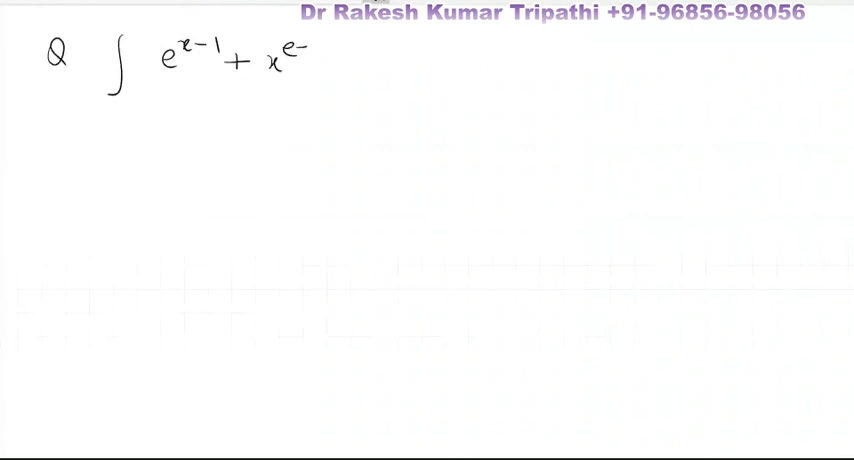 Dr Rakesh Kumar Tripathi +91-96856-98056
Q ∫ e^{x-1} + x^{e-